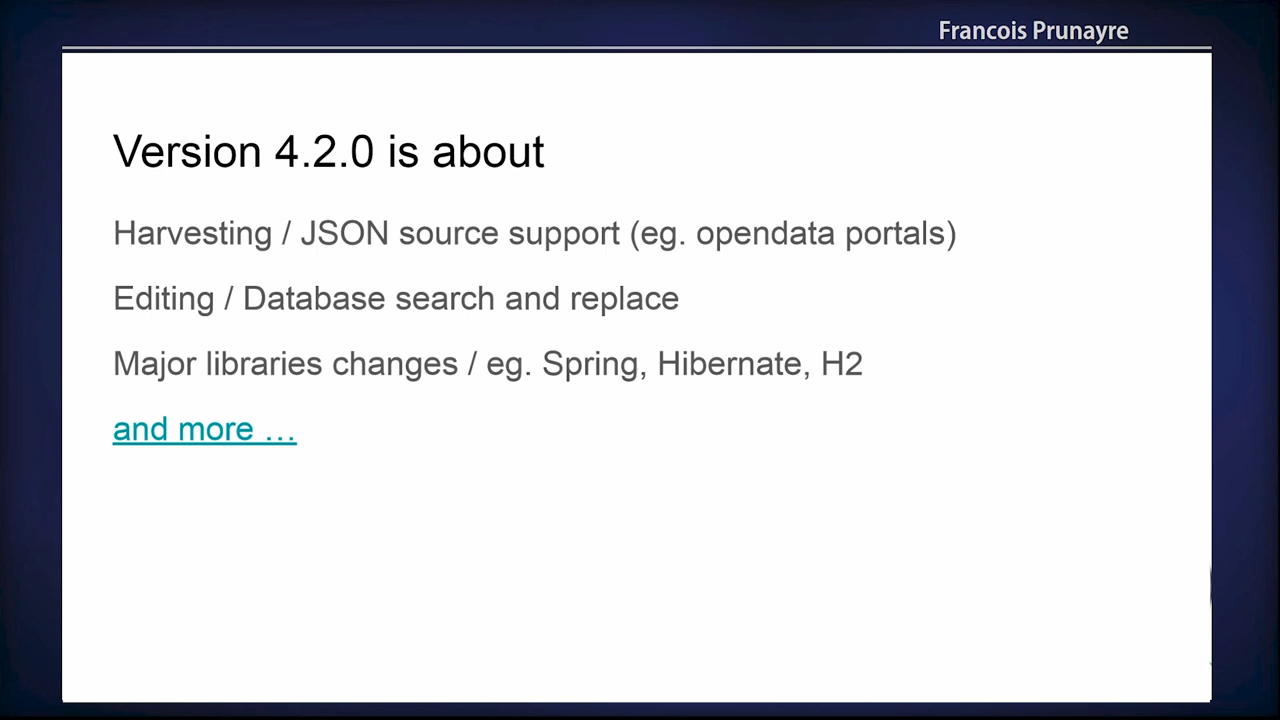 Francois Prunayre
Version 4.2.0 is about
Harvesting / JSON source support (eg. opendata portals)
Editing / Database search and replace
Major libraries changes / eg. Spring, Hibernate, H2
and more …